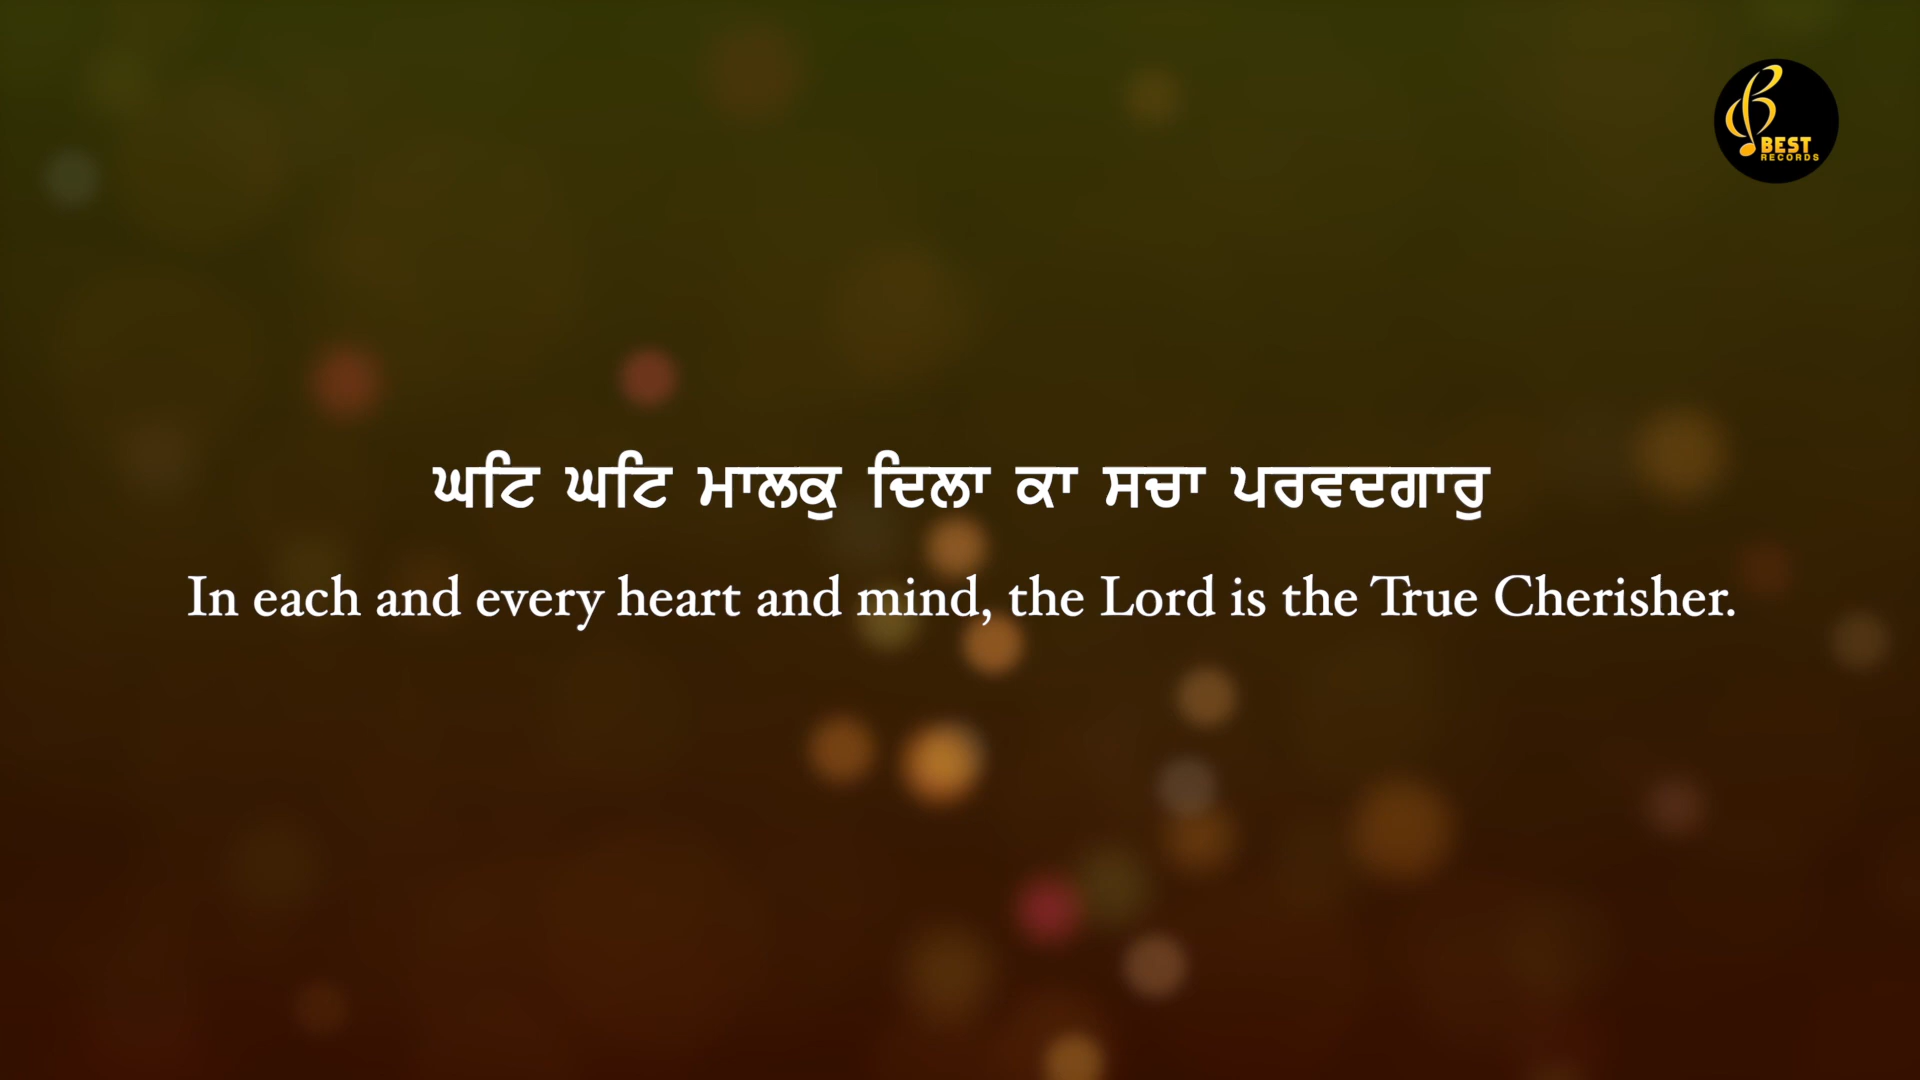 BEST
RECORDS
ਘਟਿ ਘਟਿ ਮਾਲਕੁ ਦਿਲਾ ਕਾ ਸਚਾ ਪਰਵਦਗਾਰੁ
In each and every heart and mind, the Lord is the True Cherisher.